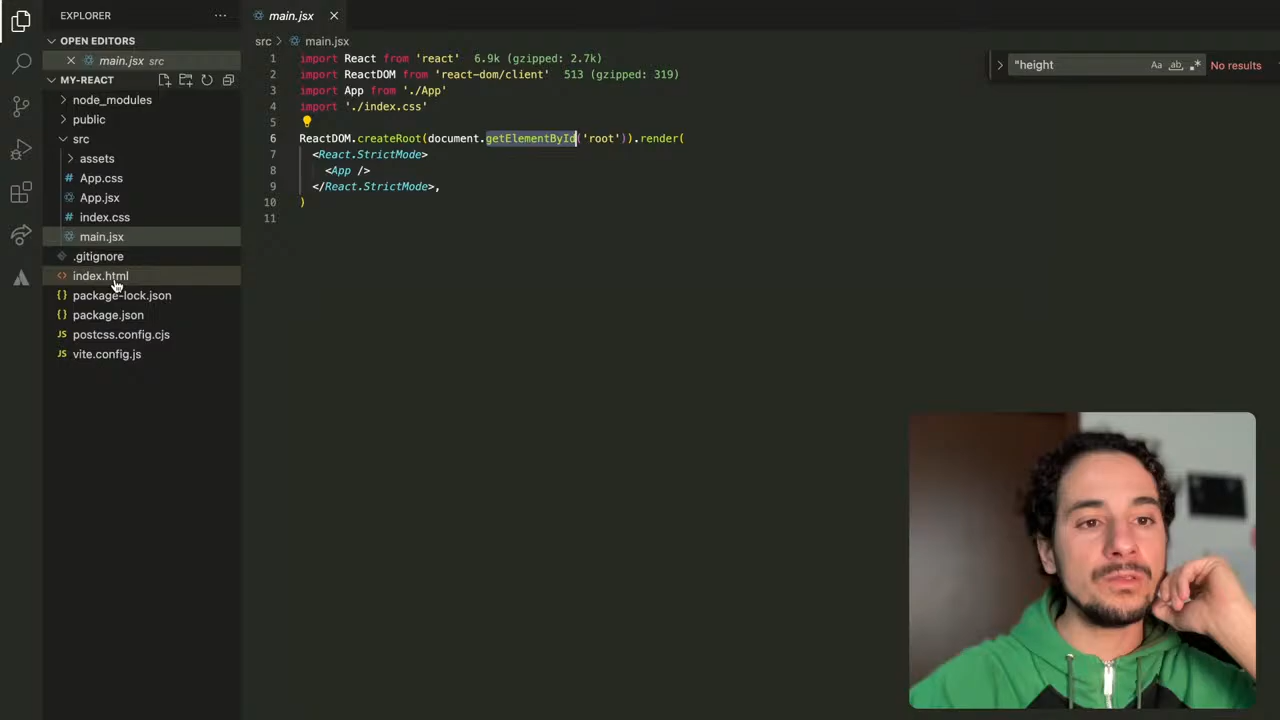 EXPLORER
OPEN EDITORS
main.jsx src
MY-REACT
node_modules
public
src
assets
App.css
App.jsx
index.css
main.jsx
.gitignore
index.html
package-lock.json
package.json
postcss.config.cjs
vite.config.js
main.jsx
src > main.jsx
1 import React from 'react' 6.9k (gzipped: 2.7k)
2 import ReactDOM from 'react-dom/client' 513 (gzipped: 319)
3 import App from './App'
4 import './index.css'
5
6 ReactDOM.createRoot(document.getElementById('root')).render(
7 <React.StrictMode>
8 <App />
9 </React.StrictMode>,
10 )
11
"height Aa ab .* No results